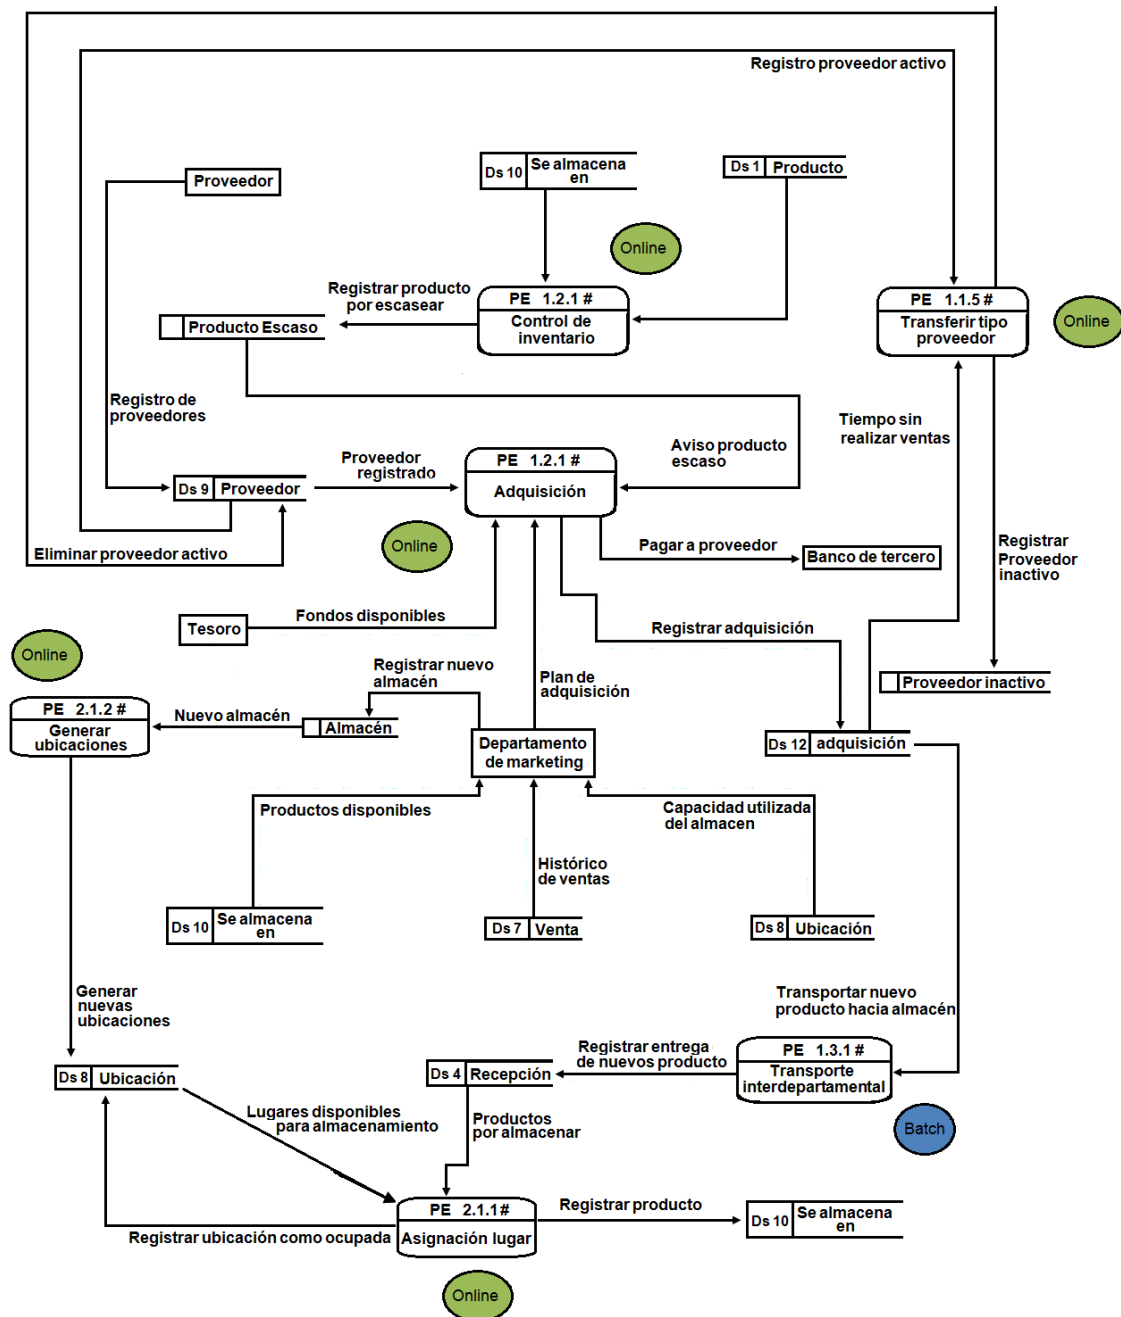 Registro proveedor activo
Proveedor
Ds 10
Se almacena
en
Ds 1
Producto
Online
Registrar producto
por escasear
PE 1.2.1 #
Control de
inventario
Producto Escaso
PE 1.1.5 #
Transferir tipo
proveedor
Online
Registro de
proveedores
Tiempo sin
realizar ventas
Aviso producto
escaso
Proveedor
registrado
PE 1.2.1 #
Adquisición
Ds 9
Proveedor
Online
Eliminar proveedor activo
Pagar a proveedor
Banco de tercero
Registrar
Proveedor
inactivo
Tesoro
Fondos disponibles
Registrar adquisición
Online
Registrar nuevo
almacén
Plan de
adquisición
Proveedor inactivo
PE 2.1.2 #
Generar
ubicaciones
Nuevo almacén
Almacén
Departamento
de marketing
Ds 12
adquisición
Productos disponibles
Capacidad utilizada
del almacen
Histórico
de ventas
Ds 10
Se almacena
en
Ds 7
Venta
Ds 8
Ubicación
Generar
nuevas
ubicaciones
Transportar nuevo
producto hacia almacén
Registrar entrega
de nuevos producto
PE 1.3.1 #
Transporte
interdepartamental
Ds 8
Ubicación
Ds 4
Recepción
Lugares disponibles
para almacenamiento
Productos
por almacenar
Batch
PE 2.1.1#
Asignación lugar
Registrar producto
Ds 10
Se almacena
en
Registrar ubicación como ocupada
Online